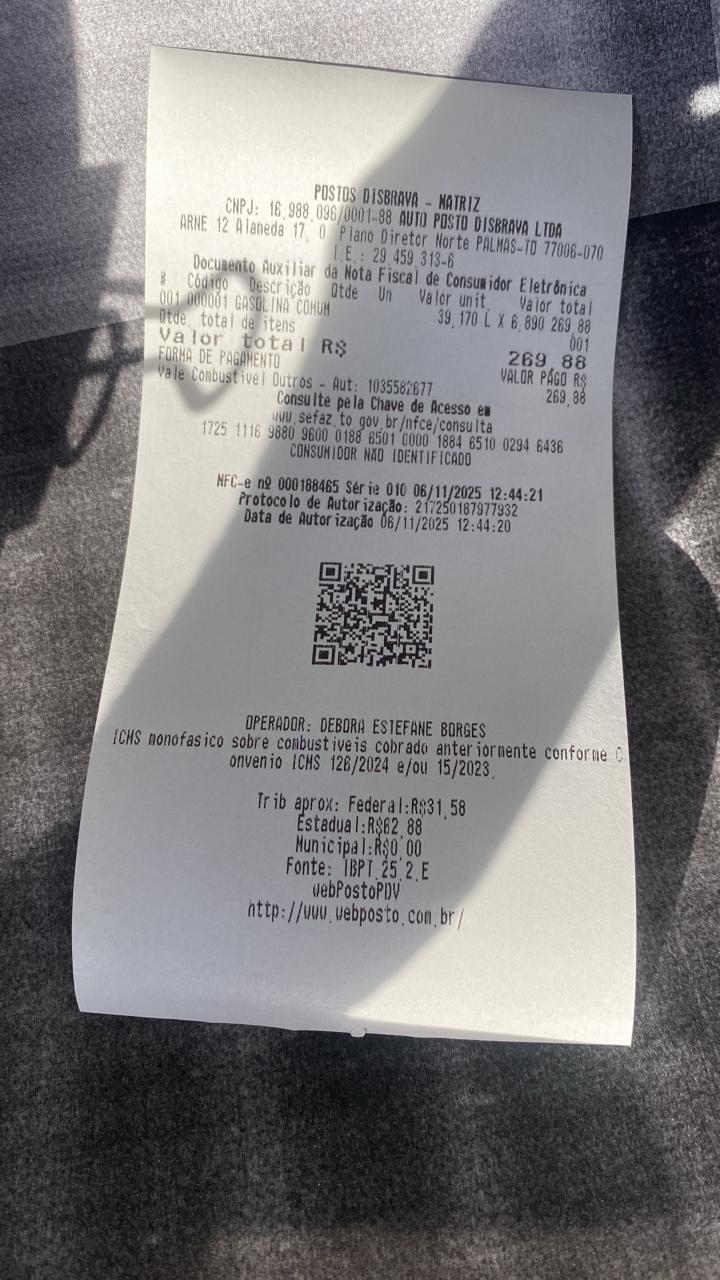 POSTOS DISBRAVA - MATRIZ
CNPJ: 16.988.096/0001-88 AUTO POSTO DISBRAVA LTDA
ARNE 12 Alameda 17, 0 Plano Diretor Norte PALMAS-TO 77006-070
I.E.: 29.459.313-6
Documento Auxiliar da Nota Fiscal de Consumidor Eletrônica
# Código Descrição Qtde Un Valor unit. Valor total
001 000001 GASOLINA COMUM
39,170 L X 6,890 269,88
Qtde. total de itens 001
Valor total R$ 269,88
FORMA DE PAGAMENTO VALOR PAGO R$
Vale Combustivel Outros - Aut: 1035582677 269,88
Consulte pela Chave de Acesso em
www.sefaz.to.gov.br/nfce/consulta
1725 1116 9880 9600 0188 6501 0000 1884 6510 0294 6436
CONSUMIDOR NÃO IDENTIFICADO
NFC-e nº 000188465 Série 010 06/11/2025 12:44:21
Protocolo de Autorização: 217250187977932
Data de Autorização 06/11/2025 12:44:20
OPERADOR: DEBORA ESTEFANE BORGES
ICMS monofasico sobre combustiveis cobrado anteriormente conforme C
onvenio ICMS 126/2024 e/ou 15/2023.
Trib aprox: Federal:R$31,58
Estadual:R$62,88
Municipal:R$0,00
Fonte: IBPT.25.2.E
webPostoPDV
http://www.webposto.com.br/